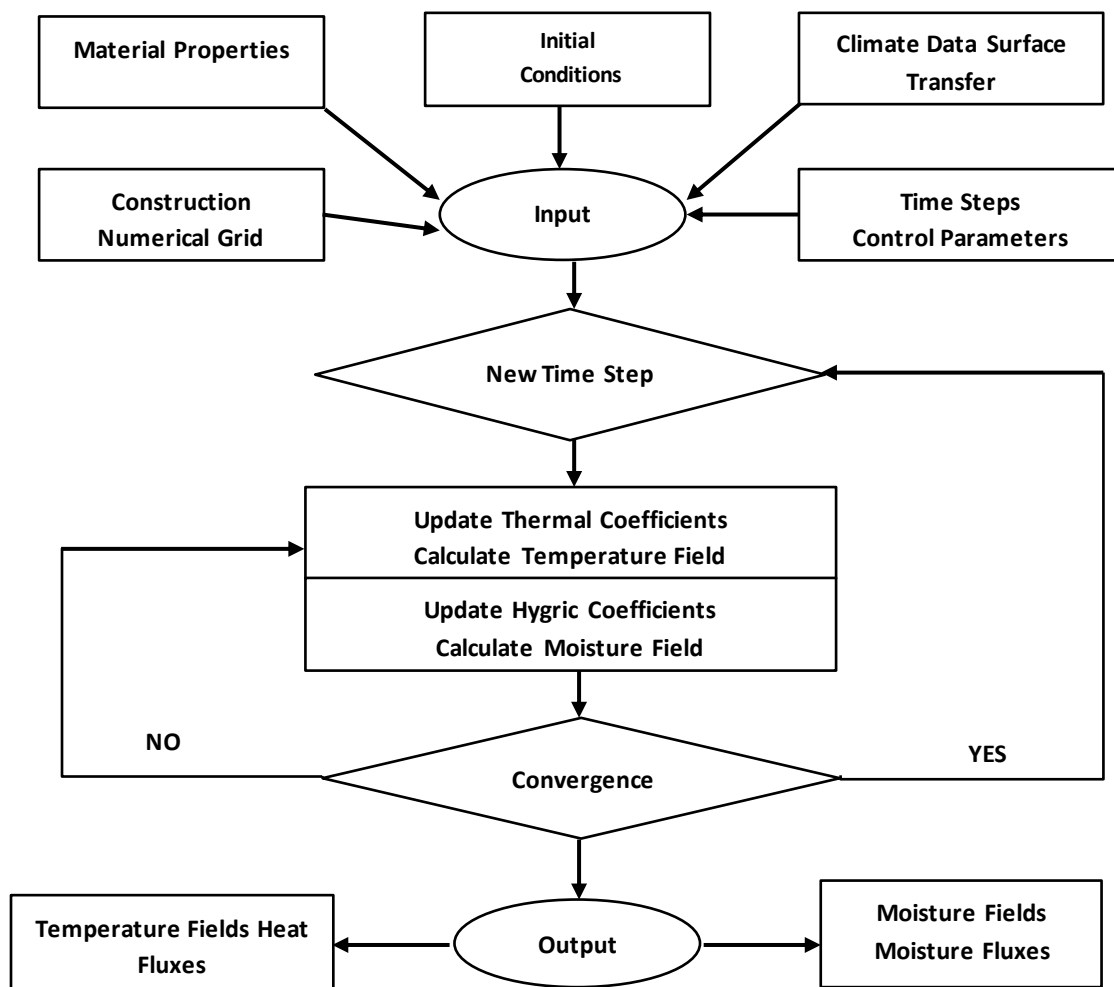 Material Properties
Initial
Conditions
Climate Data Surface
Transfer
Construction
Numerical Grid
Input
Time Steps
Control Parameters
New Time Step
Update Thermal Coefficients
Calculate Temperature Field
Update Hygric Coefficients
Calculate Moisture Field
NO
YES
Convergence
Temperature Fields Heat
Fluxes
Output
Moisture Fields
Moisture Fluxes